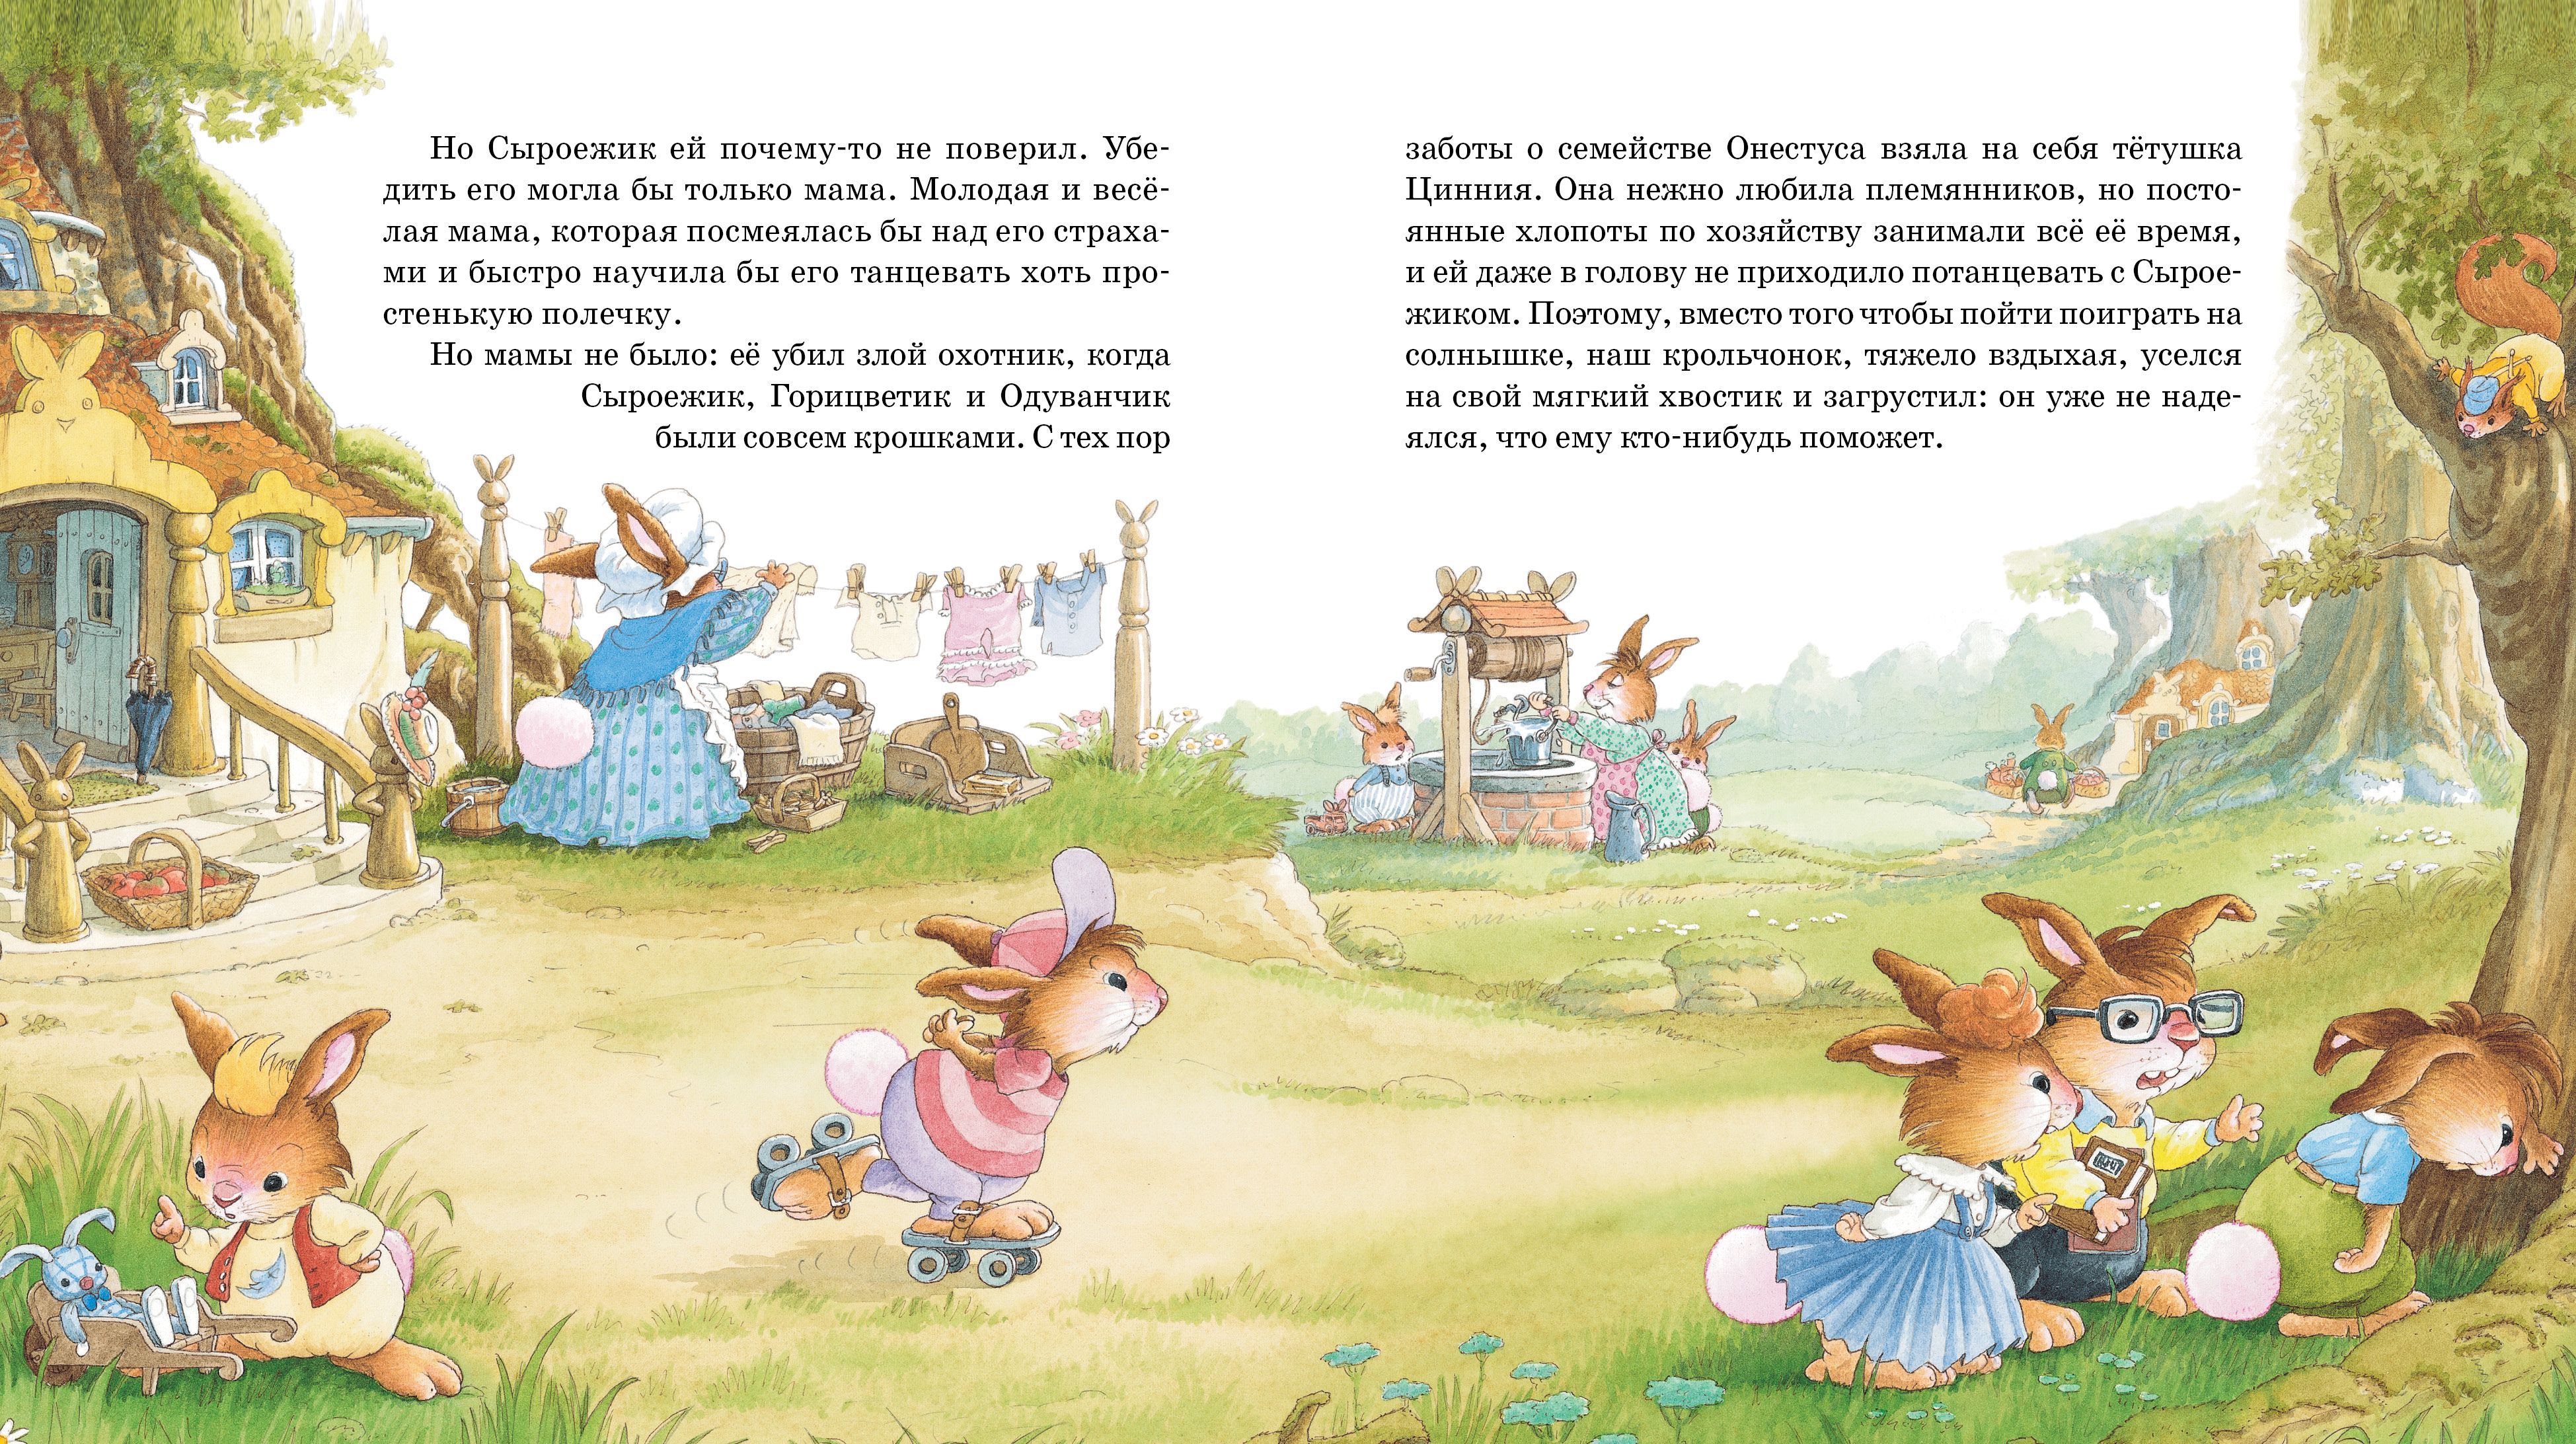 Но Сыроежик ей почему-то не поверил. Убе-
дить его могла бы только мама. Молодая и весё-
лая мама, которая посмеялась бы над его страха-
ми и быстро научила бы его танцевать хоть про-
стенькую полечку.
Но мамы не было: её убил злой охотник, когда
Сыроежик, Горицветик и Одуванчик
были совсем крошками. С тех пор
заботы о семействе Онестуса взяла на себя тётушка
Цинния. Она нежно любила племянников, но посто-
янные хлопоты по хозяйству занимали всё её время,
и ей даже в голову не приходило потанцевать с Сырое-
жиком. Поэтому, вместо того чтобы пойти поиграть на
солнышке, наш крольчонок, тяжело вздыхая, уселся
на свой мягкий хвостик и загрустил: он уже не наде-
ялся, что ему кто-нибудь поможет.